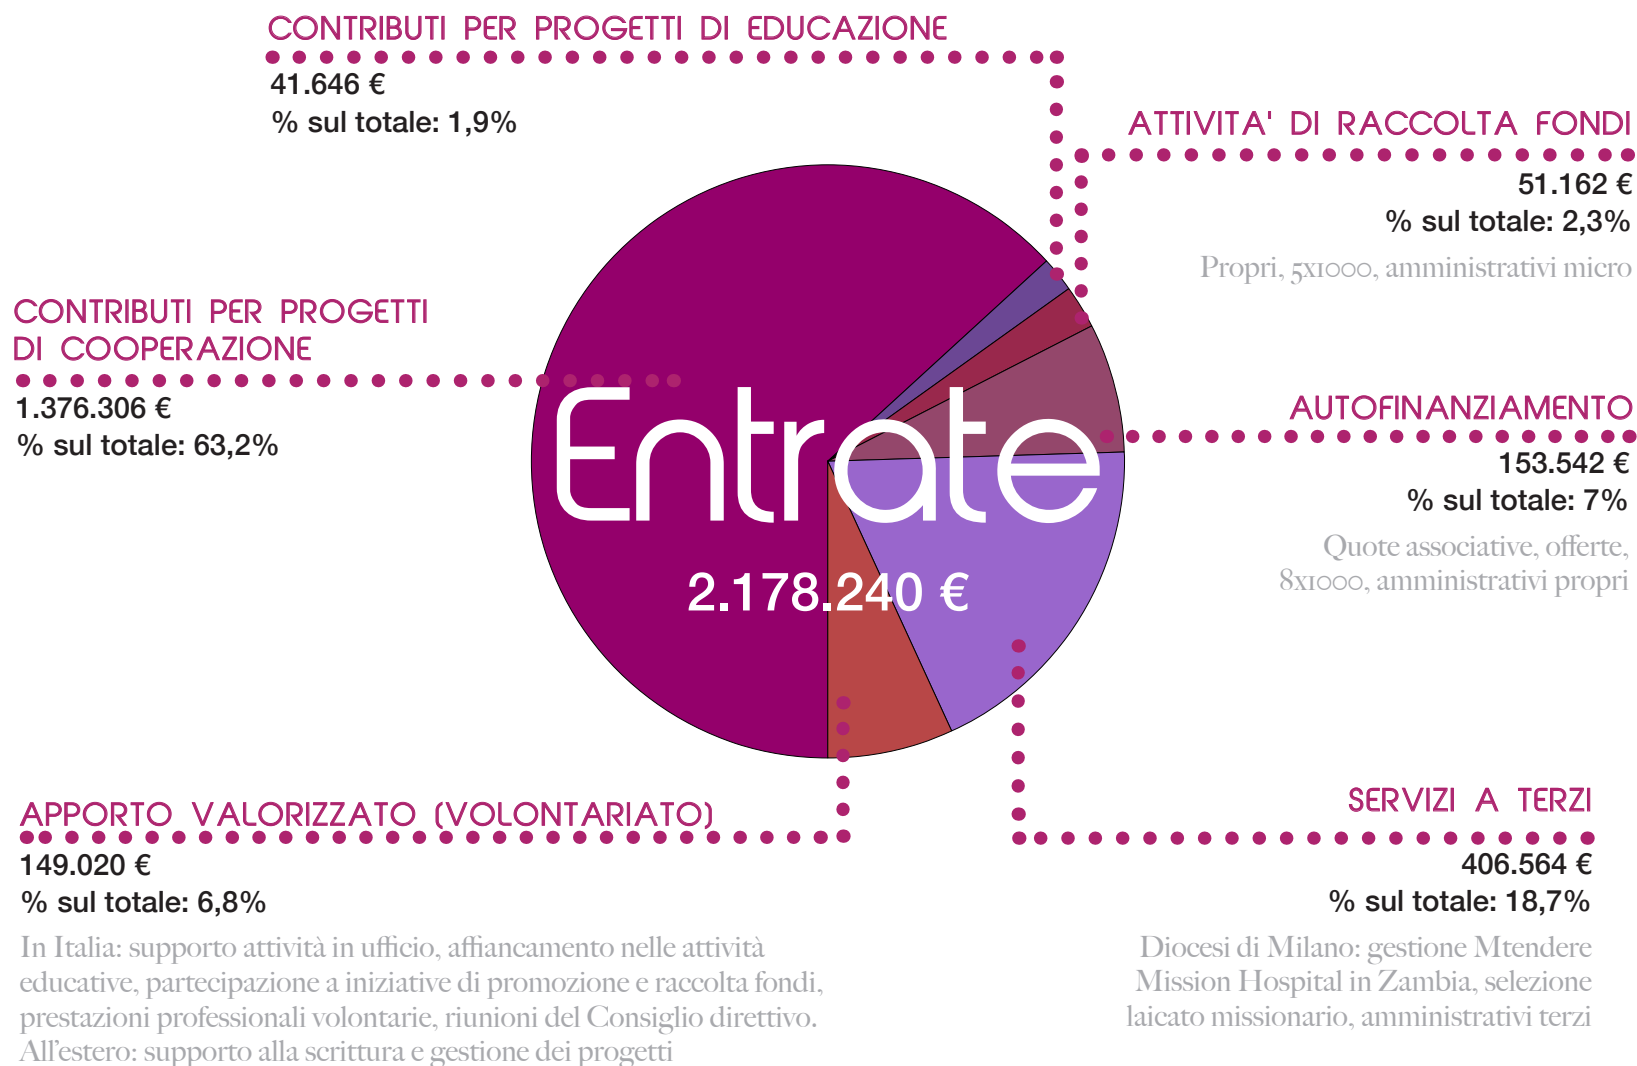 CONTRIBUTI PER PROGETTI DI EDUCAZIONE
41.646 €
% sul totale: 1,9%
ATTIVITA' DI RACCOLTA FONDI
51.162 €
% sul totale: 2,3%
Propri, 5x1000, amministrativi micro
CONTRIBUTI PER PROGETTI
DI COOPERAZIONE
1.376.306 €
% sul totale: 63,2%
Entrate
2.178.240 €
AUTOFINANZIAMENTO
153.542 €
% sul totale: 7%
Quote associative, offerte,
8x1000, amministrativi propri
APPORTO VALORIZZATO (VOLONTARIATO)
149.020 €
% sul totale: 6,8%
In Italia: supporto attività in ufficio, affiancamento nelle attività
educative, partecipazione a iniziative di promozione e raccolta fondi,
prestazioni professionali volontarie, riunioni del Consiglio direttivo.
All'estero: supporto alla scrittura e gestione dei progetti
SERVIZI A TERZI
406.564 €
% sul totale: 18,7%
Diocesi di Milano: gestione Mtendere
Mission Hospital in Zambia, selezione
laicato missionario, amministrativi terzi